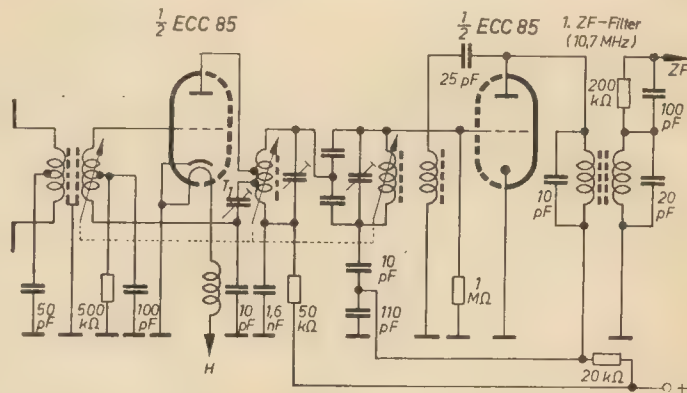 ½ ECC 85
½ ECC 85
1. ZF-Filter
(10,7 MHz)
ZF
25 pF
200
kΩ
100
pF
10
pF
20
pF
T₁
50
pF
500
kΩ
100
pF
H
10
pF
1,6
nF
50
kΩ
10
pF
110
pF
1
MΩ
20 kΩ
+